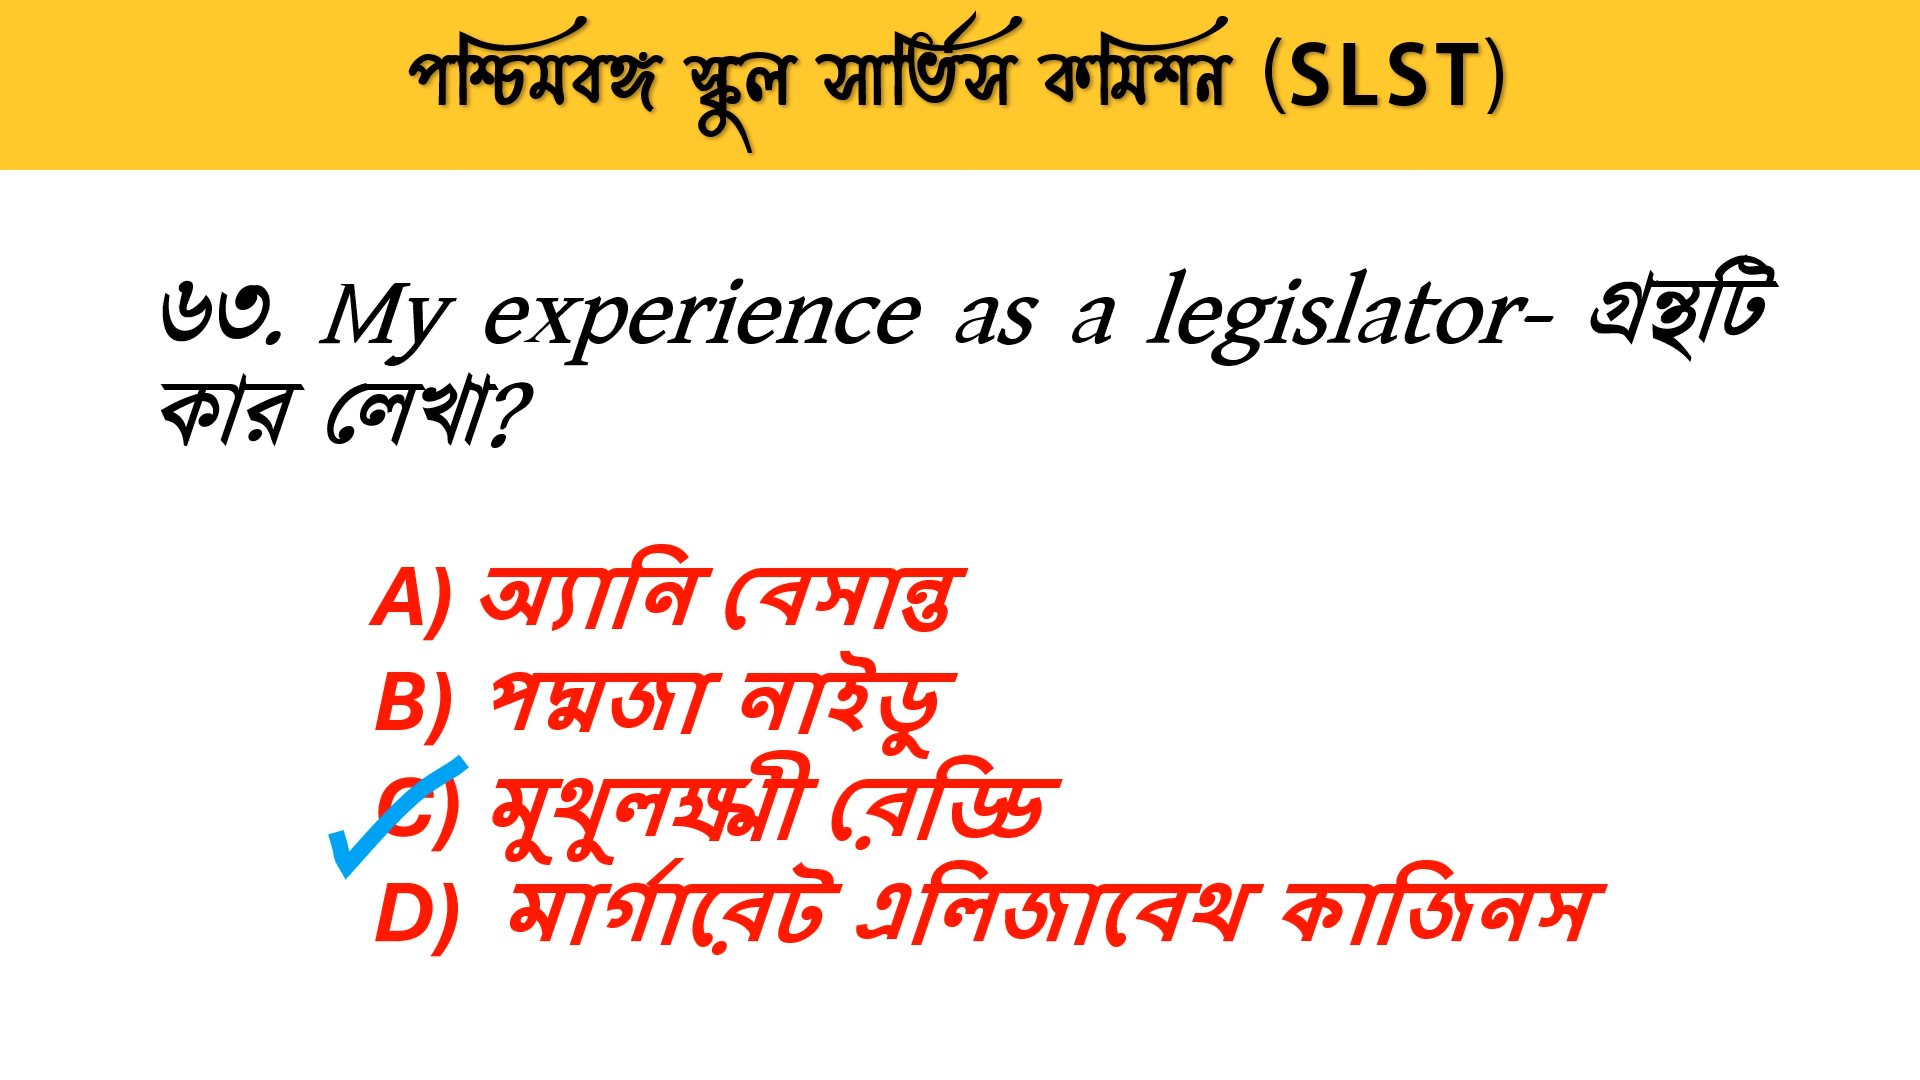 পশ্চিমবঙ্গ স্কুল সার্ভিস কমিশন (SLST)
৬৩. My experience as a legislator- গ্রন্থটি
কার লেখা?
A) অ্যানি বেসান্ত
B) পদ্মজা নাইডু
C) মুথুলক্ষ্মী রেড্ডি
D) মার্গারেট এলিজাবেথ কাজিনস